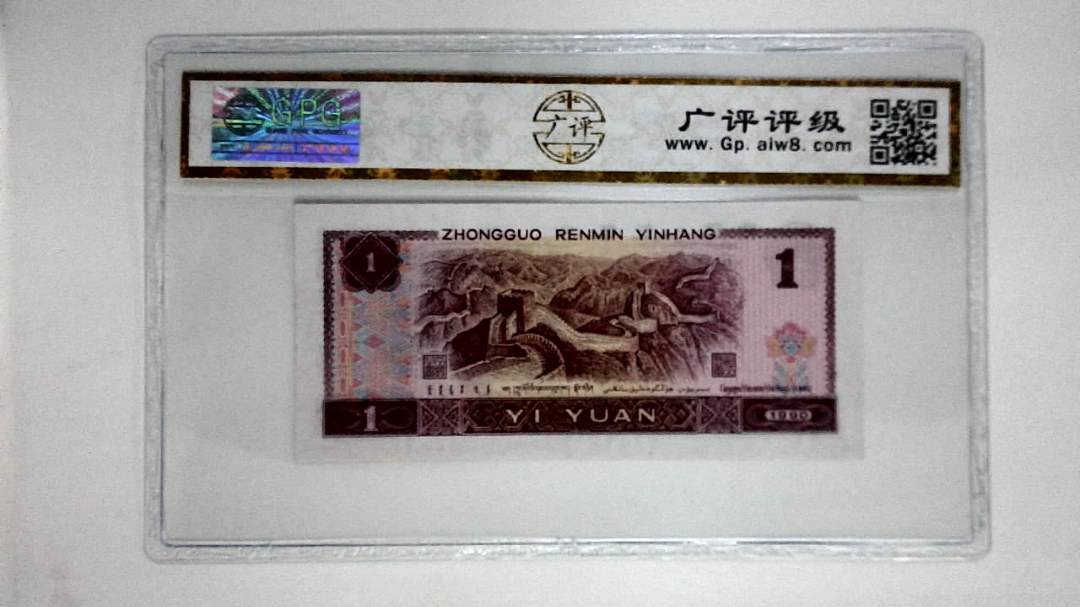 GPG
广评
广评评级
www. Gp. aiw8. com
ZHONGGUO RENMIN YINHANG
1
1
1
YI YUAN
1990